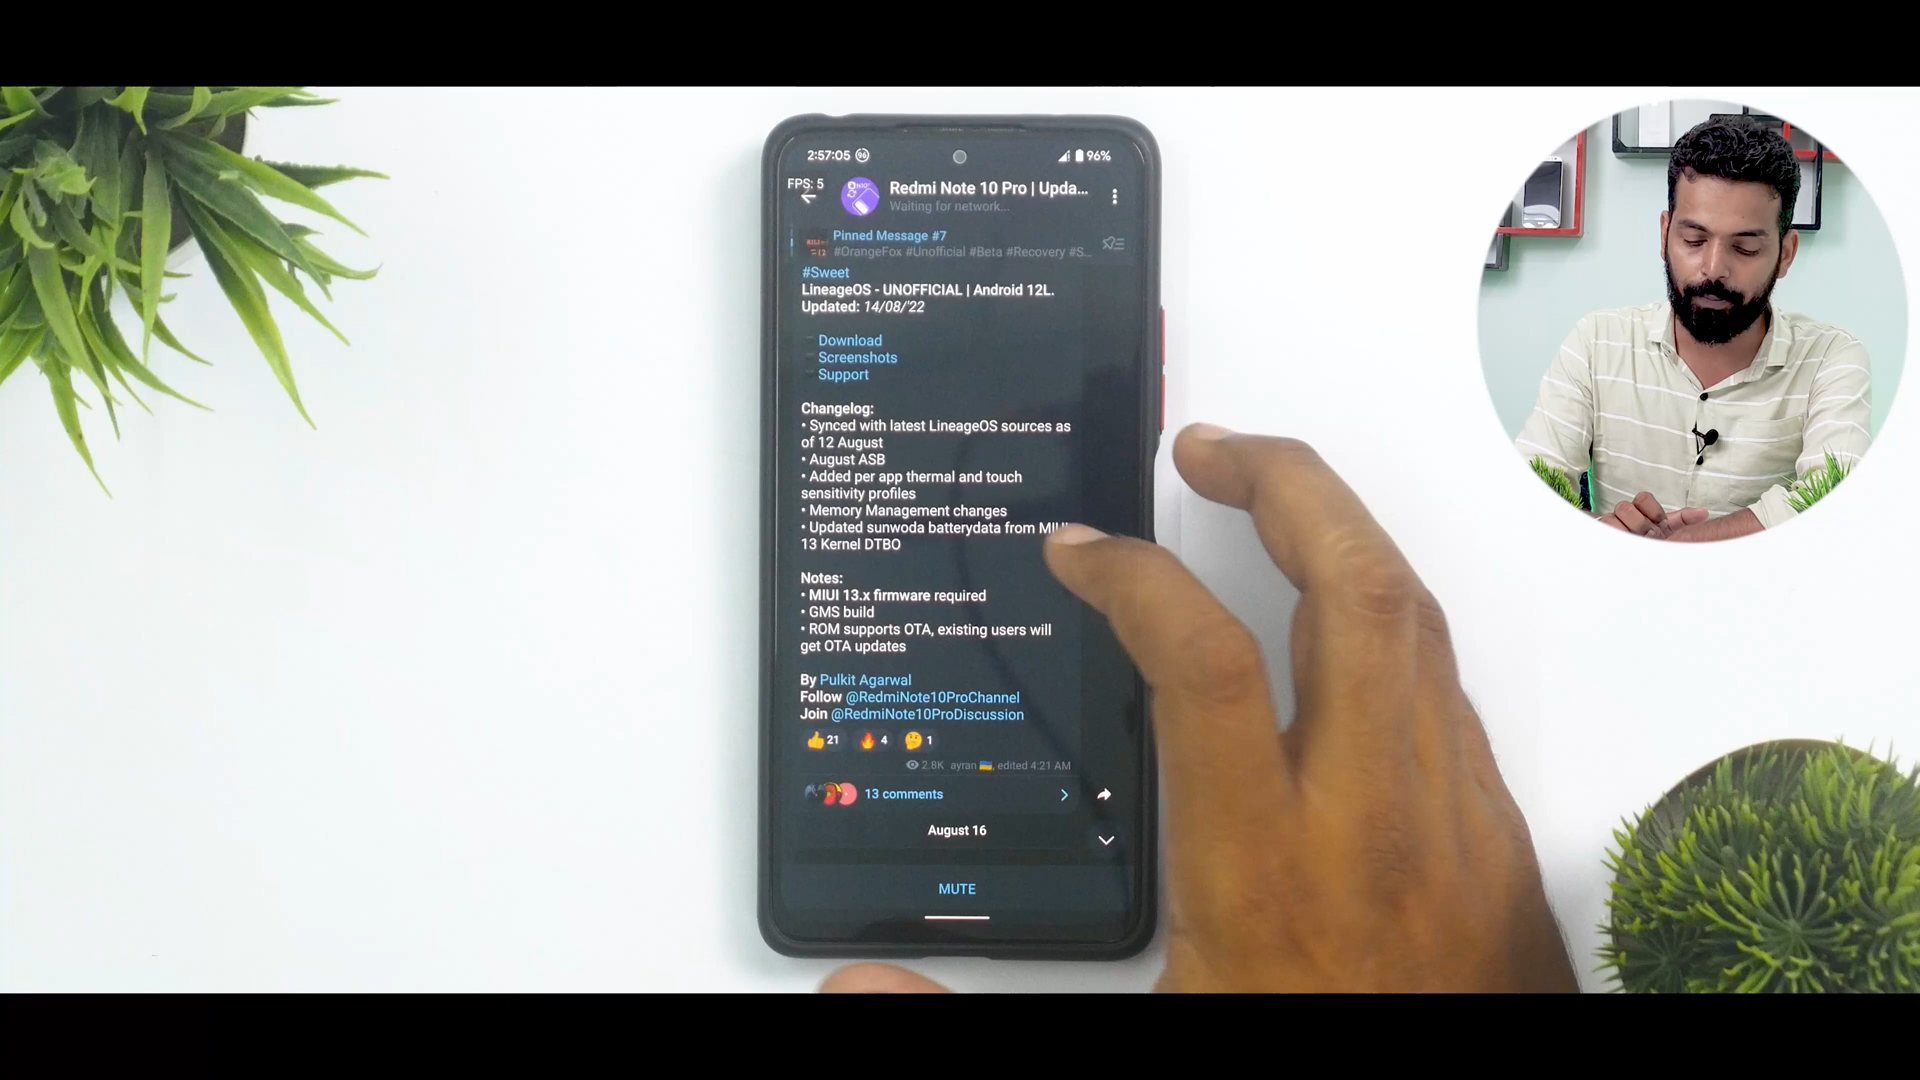 2:57:05 96 96%
FPS: 5
Redmi Note 10 Pro | Upda...
Waiting for network...
Pinned Message #7
#OrangeFox #Unofficial #Beta #Recovery #S...
#Sweet
LineageOS - UNOFFICIAL | Android 12L.
Updated: 14/08/'22
Download
Screenshots
Support
Changelog:
• Synced with latest LineageOS sources as
of 12 August
• August ASB
• Added per app thermal and touch
sensitivity profiles
• Memory Management changes
• Updated sunwoda batterydata from MIUI
13 Kernel DTBO
Notes:
• MIUI 13.x firmware required
• GMS build
• ROM supports OTA, existing users will
get OTA updates
By Pulkit Agarwal
Follow @RedmiNote10ProChannel
Join @RedmiNote10ProDiscussion
👍 21 🔥 4 🤔 1
2.8K ayran 🇺🇦, edited 4:21 AM
13 comments
August 16
MUTE